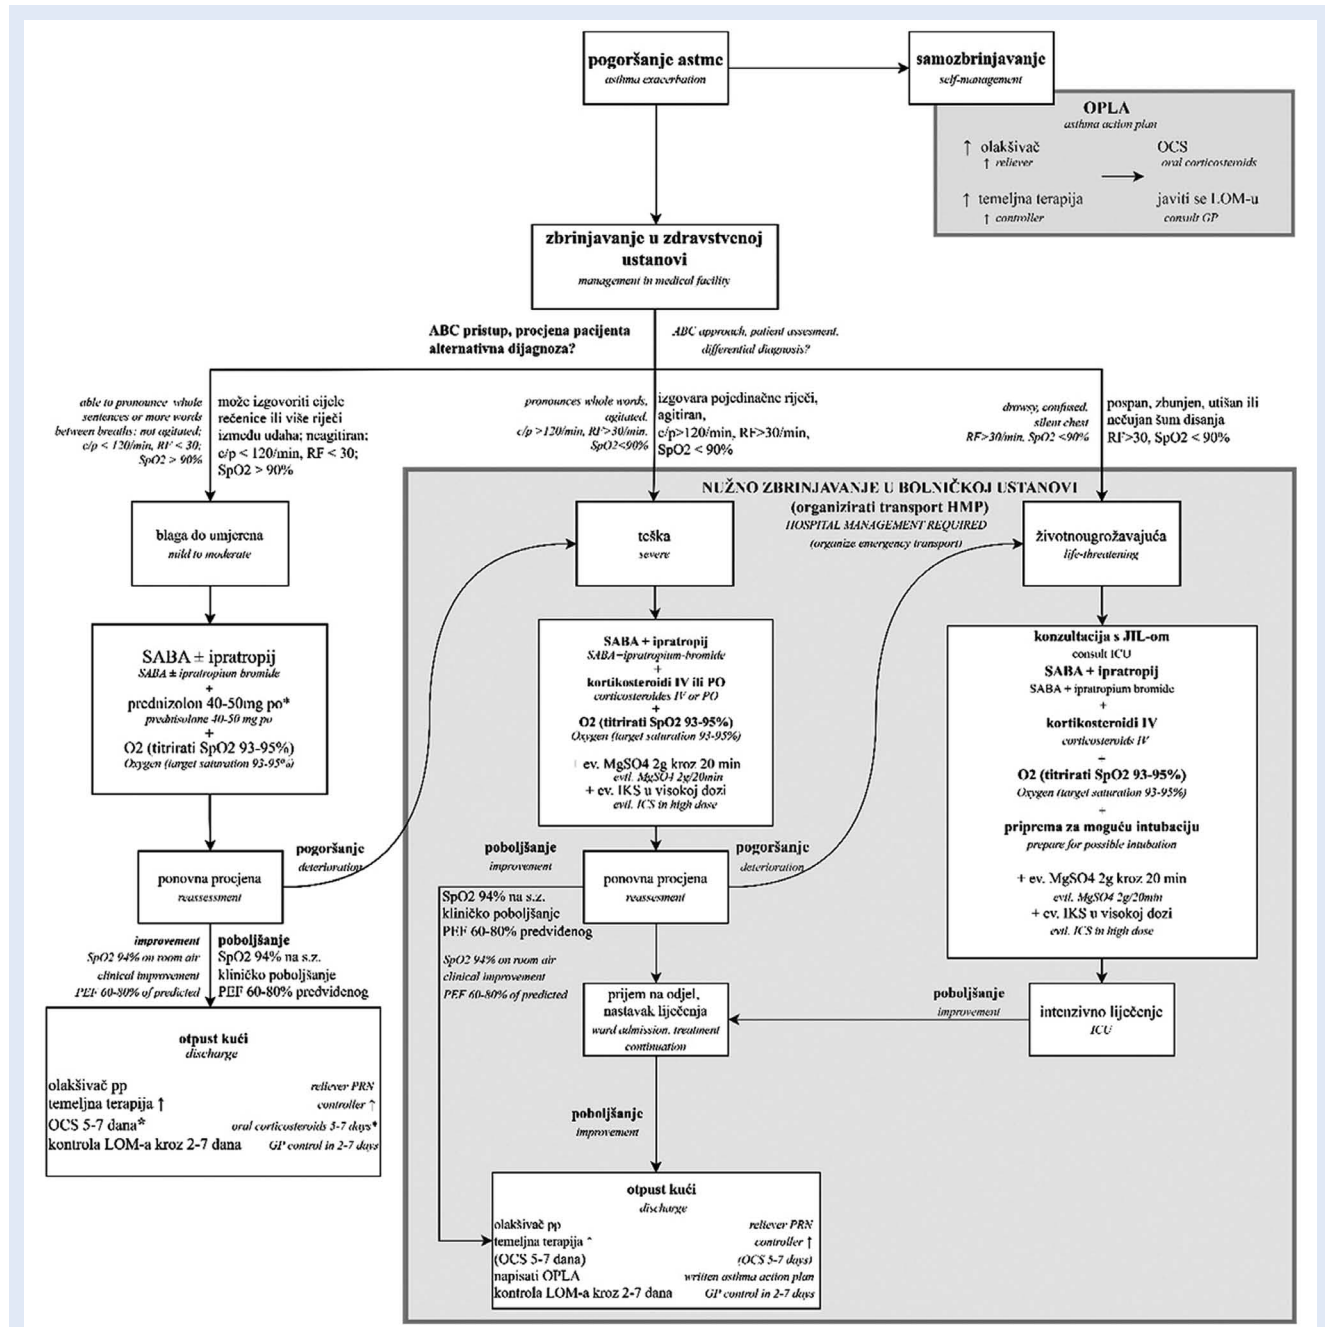 pogoršanje astme
asthma exacerbation
samozbrinjavanje
self-management
OPLA
asthma action plan
↑ olakšivač
↑ reliever
OCS
oral corticosteroids
↑ temeljna terapija
↑ controller
javiti se LOM-u
consult GP
zbrinjavanje u zdravstvenoj
ustanovi
management in medical facility
ABC pristup, procjena pacijenta
alternativna dijagnoza?
ABC approach, patient assesment,
differential diagnosis?
able to pronounce whole
sentences or more words
between breaths; not agitated;
c/p < 120/min, RF < 30;
SpO2 > 90%
može izgovoriti cijele
rečenice ili više riječi
između udaha; neagitiran;
c/p < 120/min, RF < 30;
SpO2 > 90%
pronounces whole words,
agitated,
c/p >120/min, RF>30/min,
SpO2<90%
izgovara pojedinačne riječi,
agitiran,
c/p>120/min, RF>30/min,
SpO2 < 90%
drowsy, confused,
silent chest
RF>30/min, SpO2 <90%
pospan, zbunjen, utišan ili
nečujan šum disanja
RF>30, SpO2 < 90%
NUŽNO ZBRINJAVANJE U BOLNIČKOJ USTANOVI
(organizirati transport HMP)
HOSPITAL MANAGEMENT REQUIRED
(organize emergency transport)
blaga do umjerena
mild to moderate
teška
severe
životnougrožavajuća
life-threatening
SABA ± ipratropij
SABA ± ipratropium bromide
+
prednizolon 40-50mg po*
prednisolone 40-50 mg po
+
O2 (titrirati SpO2 93-95%)
Oxygen (target saturation 93-95%)
SABA + ipratropij
SABA+ipratropium-bromide
+
kortikosteroidi IV ili PO
corticosteroides IV or PO
+
O2 (titrirati SpO2 93-95%)
Oxygen (target saturation 93-95%)
ev. MgSO4 2g kroz 20 min
evtl. MgSO4 2g/20min
+ ev. IKS u visokoj dozi
evtl. ICS in high dose
konzultacija s JIL-om
consult ICU
SABA + ipratropij
SABA + ipratropium bromide
+
kortikosteroidi IV
corticosteroids IV
+
O2 (titrirati SpO2 93-95%)
Oxygen (target saturation 93-95%)
+
priprema za moguću intubaciju
prepare for possible intubation
+ ev. MgSO4 2g kroz 20 min
evtl. MgSO4 2g/20min
+ ev. IKS u visokoj dozi
evtl. ICS in high dose
ponovna procjena
reassessment
pogoršanje
deterioration
poboljšanje
improvement
ponovna procjena
reassesment
pogoršanje
deterioration
improvement
SpO2 94% on room air
clinical improvement
PEF 60-80% of predicted
poboljšanje
SpO2 94% na s.z.
kliničko poboljšanje
PEF 60-80% predviđenog
SpO2 94% na s.z.
kliničko poboljšanje
PEF 60-80% predviđenog
SpO2 94% on room air
clinical improvement
PEF 60-80% of predicted
prijem na odjel,
nastavak liječenja
ward admission, treatment
continuation
poboljšanje
improvement
intenzivno liječenje
ICU
otpust kući
discharge
olakšivač pp
reliever PRN
temeljna terapija ↑
controller ↑
OCS 5-7 dana*
oral corticosteroids 5-7 days*
kontrola LOM-a kroz 2-7 dana
GP control in 2-7 days
poboljšanje
improvement
otpust kući
discharge
olakšivač pp
reliever PRN
temeljna terapija ↑
controller ↑
(OCS 5-7 dana)
(OCS 5-7 days)
napisati OPLA
written asthma action plan
kontrola LOM-a kroz 2-7 dana
GP control in 2-7 days